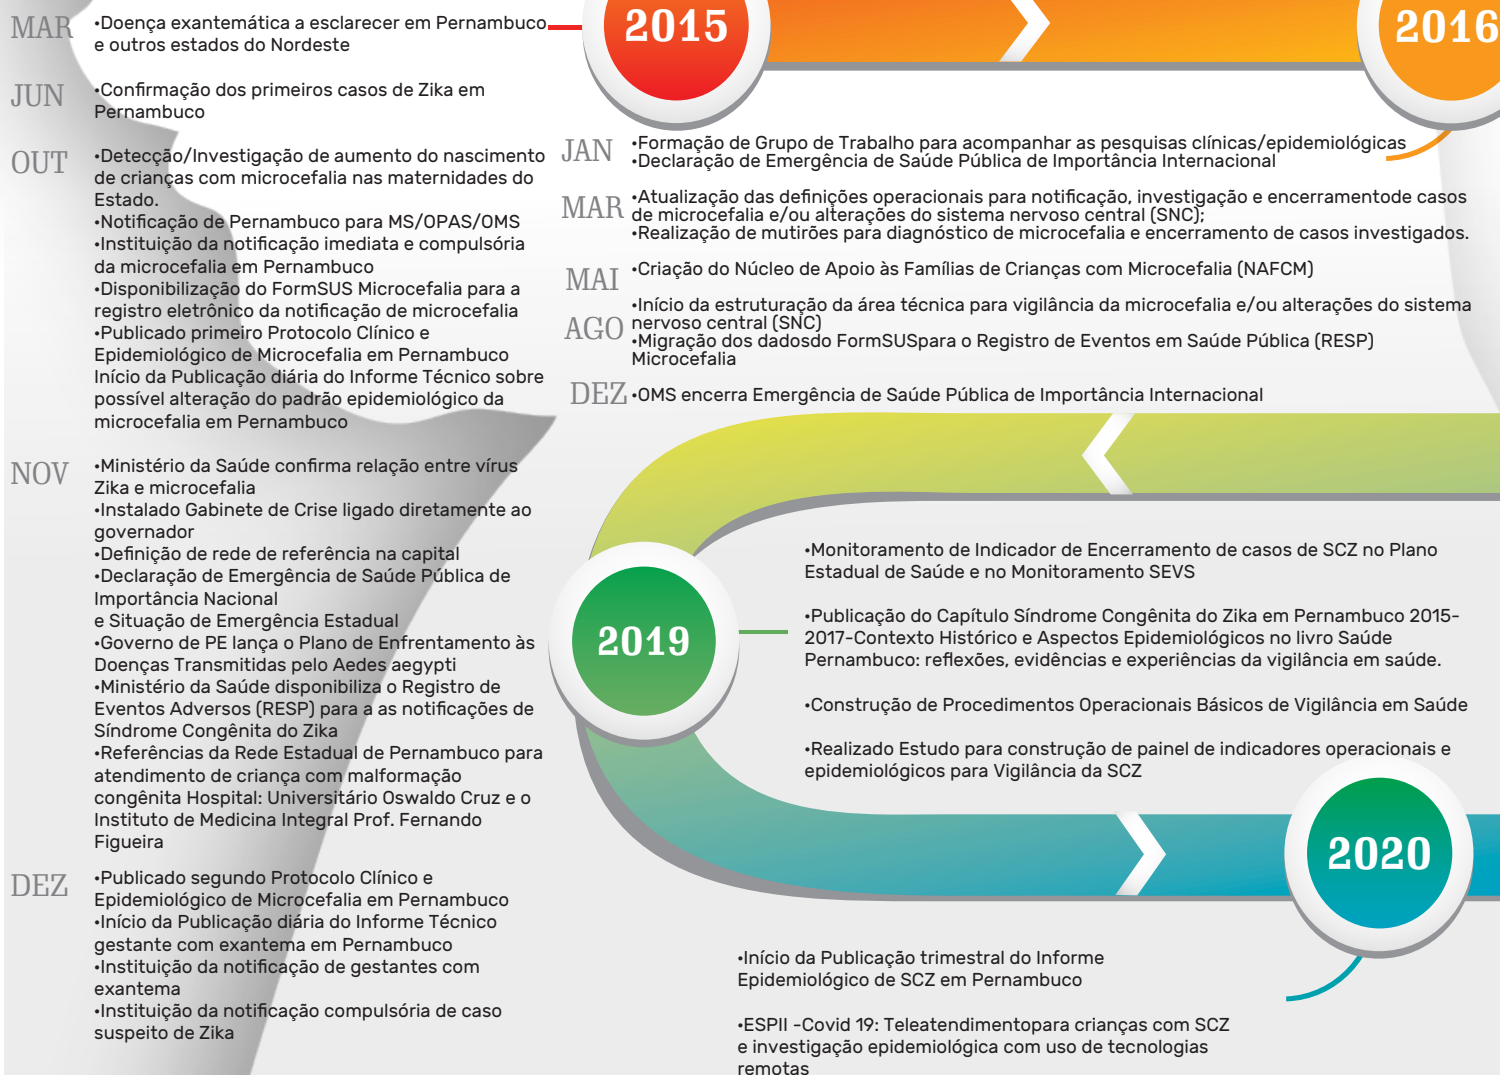 2015
MAR
•Doença exantemática a esclarecer em Pernambuco
e outros estados do Nordeste
JUN
•Confirmação dos primeiros casos de Zika em
Pernambuco
OUT
•Detecção/Investigação de aumento do nascimento
de crianças com microcefalia nas maternidades do
Estado.
•Notificação de Pernambuco para MS/OPAS/OMS
•Instituição da notificação imediata e compulsória
da microcefalia em Pernambuco
•Disponibilização do FormSUS Microcefalia para a
registro eletrônico da notificação de microcefalia
•Publicado primeiro Protocolo Clínico e
Epidemiológico de Microcefalia em Pernambuco
Início da Publicação diária do Informe Técnico sobre
possível alteração do padrão epidemiológico da
microcefalia em Pernambuco
NOV
•Ministério da Saúde confirma relação entre vírus
Zika e microcefalia
•Instalado Gabinete de Crise ligado diretamente ao
governador
•Definição de rede de referência na capital
•Declaração de Emergência de Saúde Pública de
Importância Nacional
e Situação de Emergência Estadual
•Governo de PE lança o Plano de Enfrentamento às
Doenças Transmitidas pelo Aedes aegypti
•Ministério da Saúde disponibiliza o Registro de
Eventos Adversos (RESP) para a as notificações de
Síndrome Congênita do Zika
•Referências da Rede Estadual de Pernambuco para
atendimento de criança com malformação
congênita Hospital: Universitário Oswaldo Cruz e o
Instituto de Medicina Integral Prof. Fernando
Figueira
DEZ
•Publicado segundo Protocolo Clínico e
Epidemiológico de Microcefalia em Pernambuco
•Início da Publicação diária do Informe Técnico
gestante com exantema em Pernambuco
•Instituição da notificação de gestantes com
exantema
•Instituição da notificação compulsória de caso
suspeito de Zika
2016
JAN
•Formação de Grupo de Trabalho para acompanhar as pesquisas clínicas/epidemiológicas
•Declaração de Emergência de Saúde Pública de Importância Internacional
MAR
•Atualização das definições operacionais para notificação, investigação e encerramentode casos
de microcefalia e/ou alterações do sistema nervoso central (SNC);
•Realização de mutirões para diagnóstico de microcefalia e encerramento de casos investigados.
MAI
•Criação do Núcleo de Apoio às Famílias de Crianças com Microcefalia (NAFCM)
AGO
•Início da estruturação da área técnica para vigilância da microcefalia e/ou alterações do sistema
nervoso central (SNC)
•Migração dos dadosdo FormSUSpara o Registro de Eventos em Saúde Pública (RESP)
Microcefalia
DEZ
•OMS encerra Emergência de Saúde Pública de Importância Internacional
2019
•Monitoramento de Indicador de Encerramento de casos de SCZ no Plano
Estadual de Saúde e no Monitoramento SEVS
•Publicação do Capítulo Síndrome Congênita do Zika em Pernambuco 2015-
2017-Contexto Histórico e Aspectos Epidemiológicos no livro Saúde
Pernambuco: reflexões, evidências e experiências da vigilância em saúde.
•Construção de Procedimentos Operacionais Básicos de Vigilância em Saúde
•Realizado Estudo para construção de painel de indicadores operacionais e
epidemiológicos para Vigilância da SCZ
2020
•Início da Publicação trimestral do Informe
Epidemiológico de SCZ em Pernambuco
•ESPII -Covid 19: Teleatendimentopara crianças com SCZ
e investigação epidemiológica com uso de tecnologias
remotas